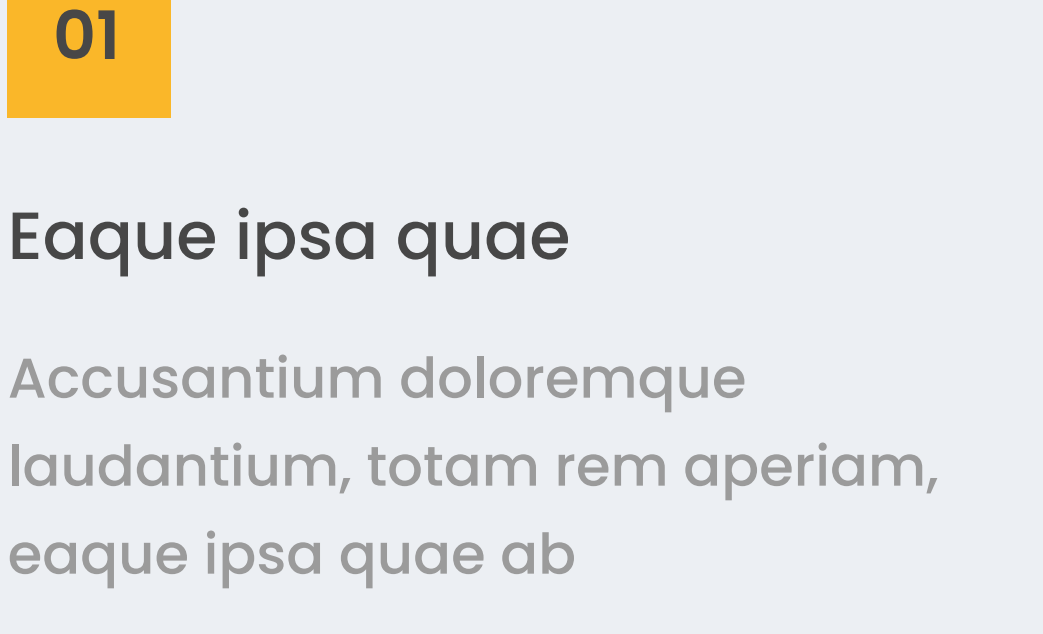 01
Eaque ipsa quae
Accusantium doloremque
laudantium, totam rem aperiam,
eaque ipsa quae ab